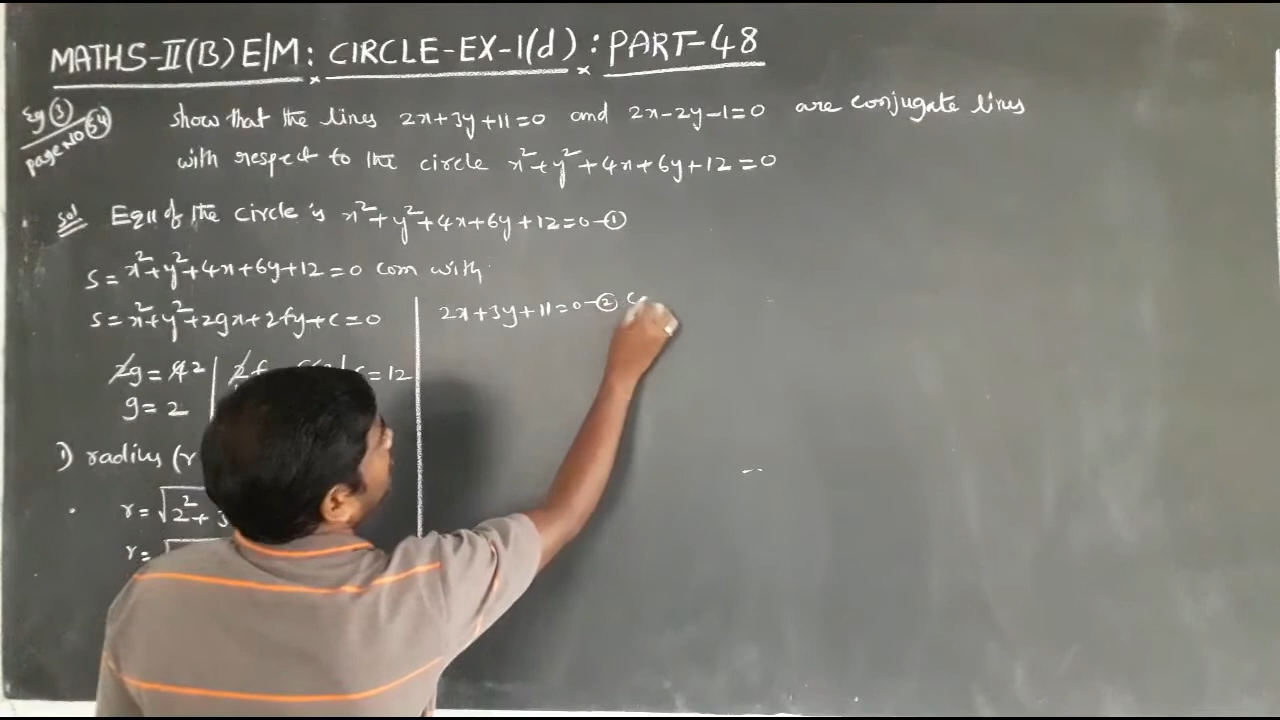 MATHS-II(B) E/M: CIRCLE-EX-1(d): PART-48
Eg ③
page NO 54
show that the lines 2x+3y+11=0 and 2x-2y-1=0 are conjugate lines
with respect to the circle x²+y²+4x+6y+12=0
Sol
Eqn of the circle is x²+y²+4x+6y+12=0-①
S=x²+y²+4x+6y+12=0 com with
S=x²+y²+2gx+2fy+c=0
2g=4 2
=12
g=2
1) radius (r
r=√2²+3
r=√
2x+3y+11=0-②